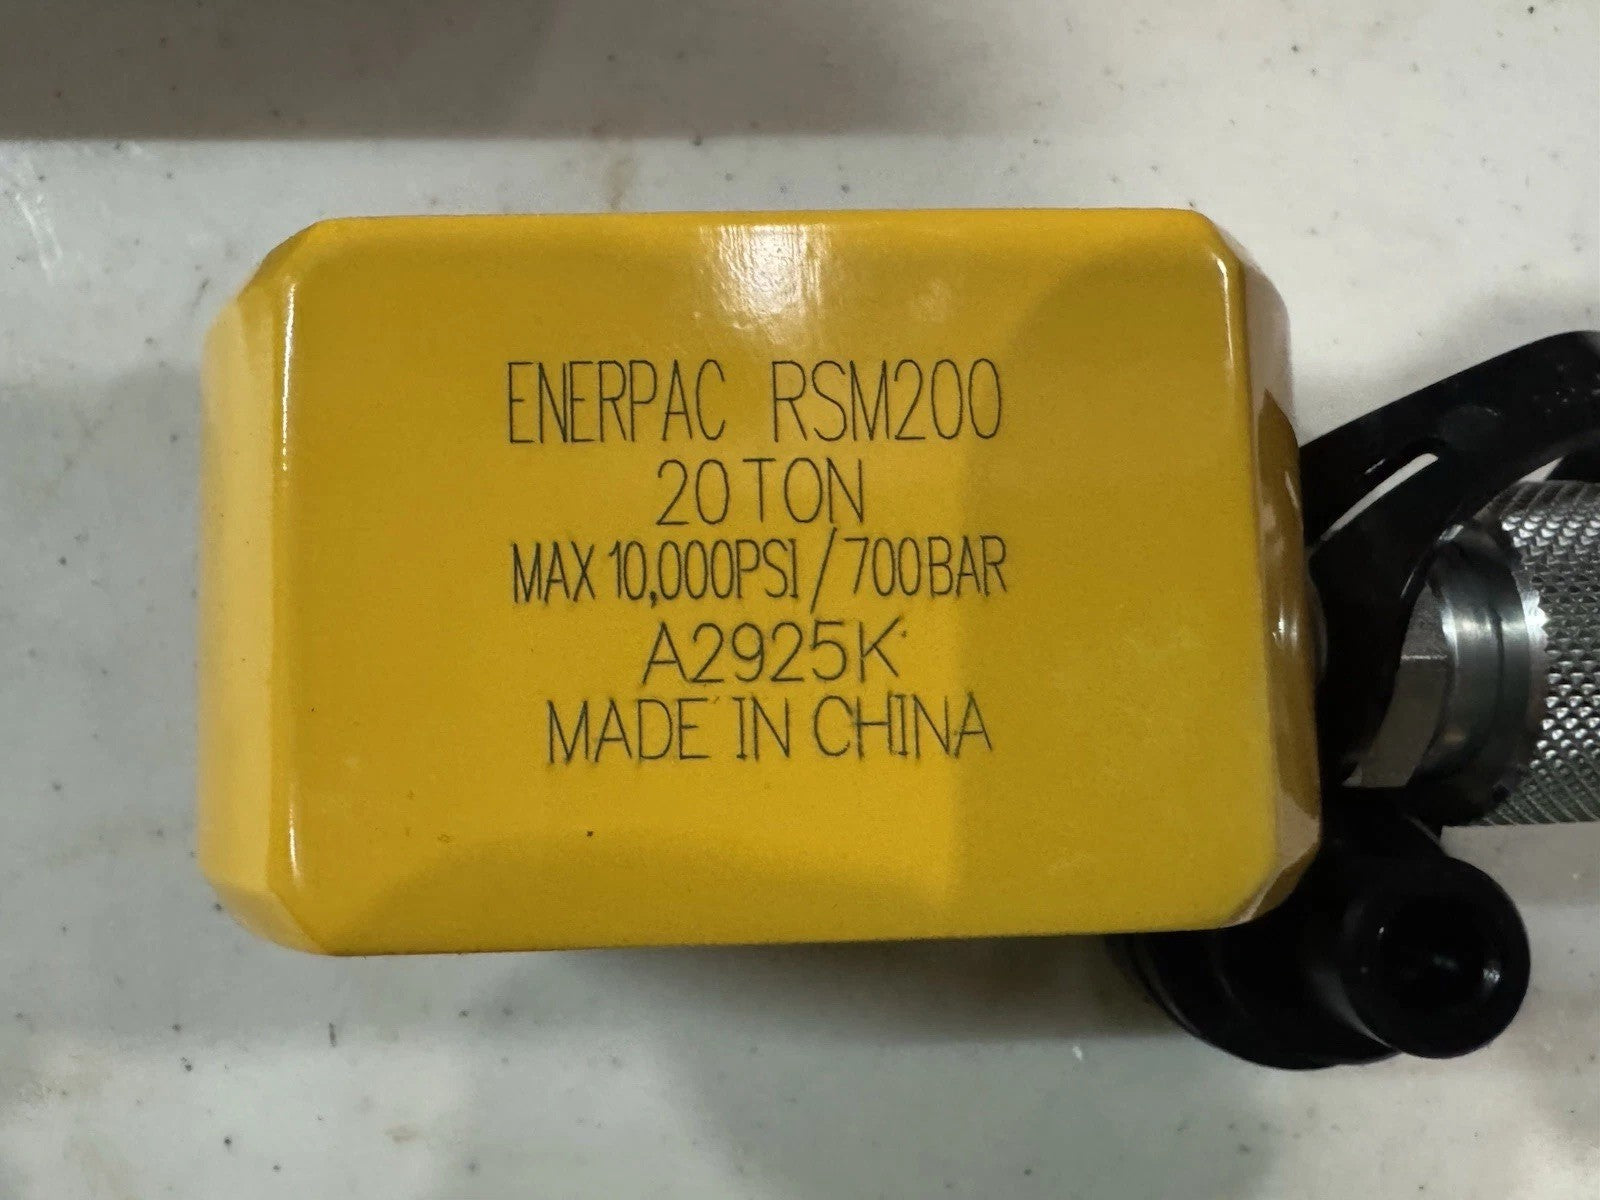 ENERPAC RSM200
20 TON
MAX 10,000PSI / 700BAR
A2925K
MADE IN CHINA